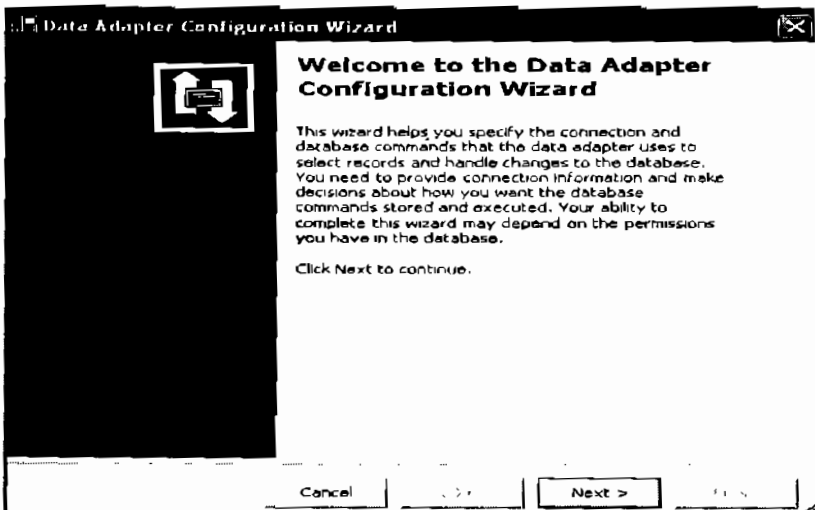 Data Adapter Configuration Wizard
Welcome to the Data Adapter
Configuration Wizard
This wizard helps you specify the connection and
database commands that the data adapter uses to
select records and handle changes to the database.
You need to provide connection information and make
decisions about how you want the database
commands stored and executed. Your ability to
complete this wizard may depend on the permissions
you have in the database.
Click Next to continue.
Cancel
Next >